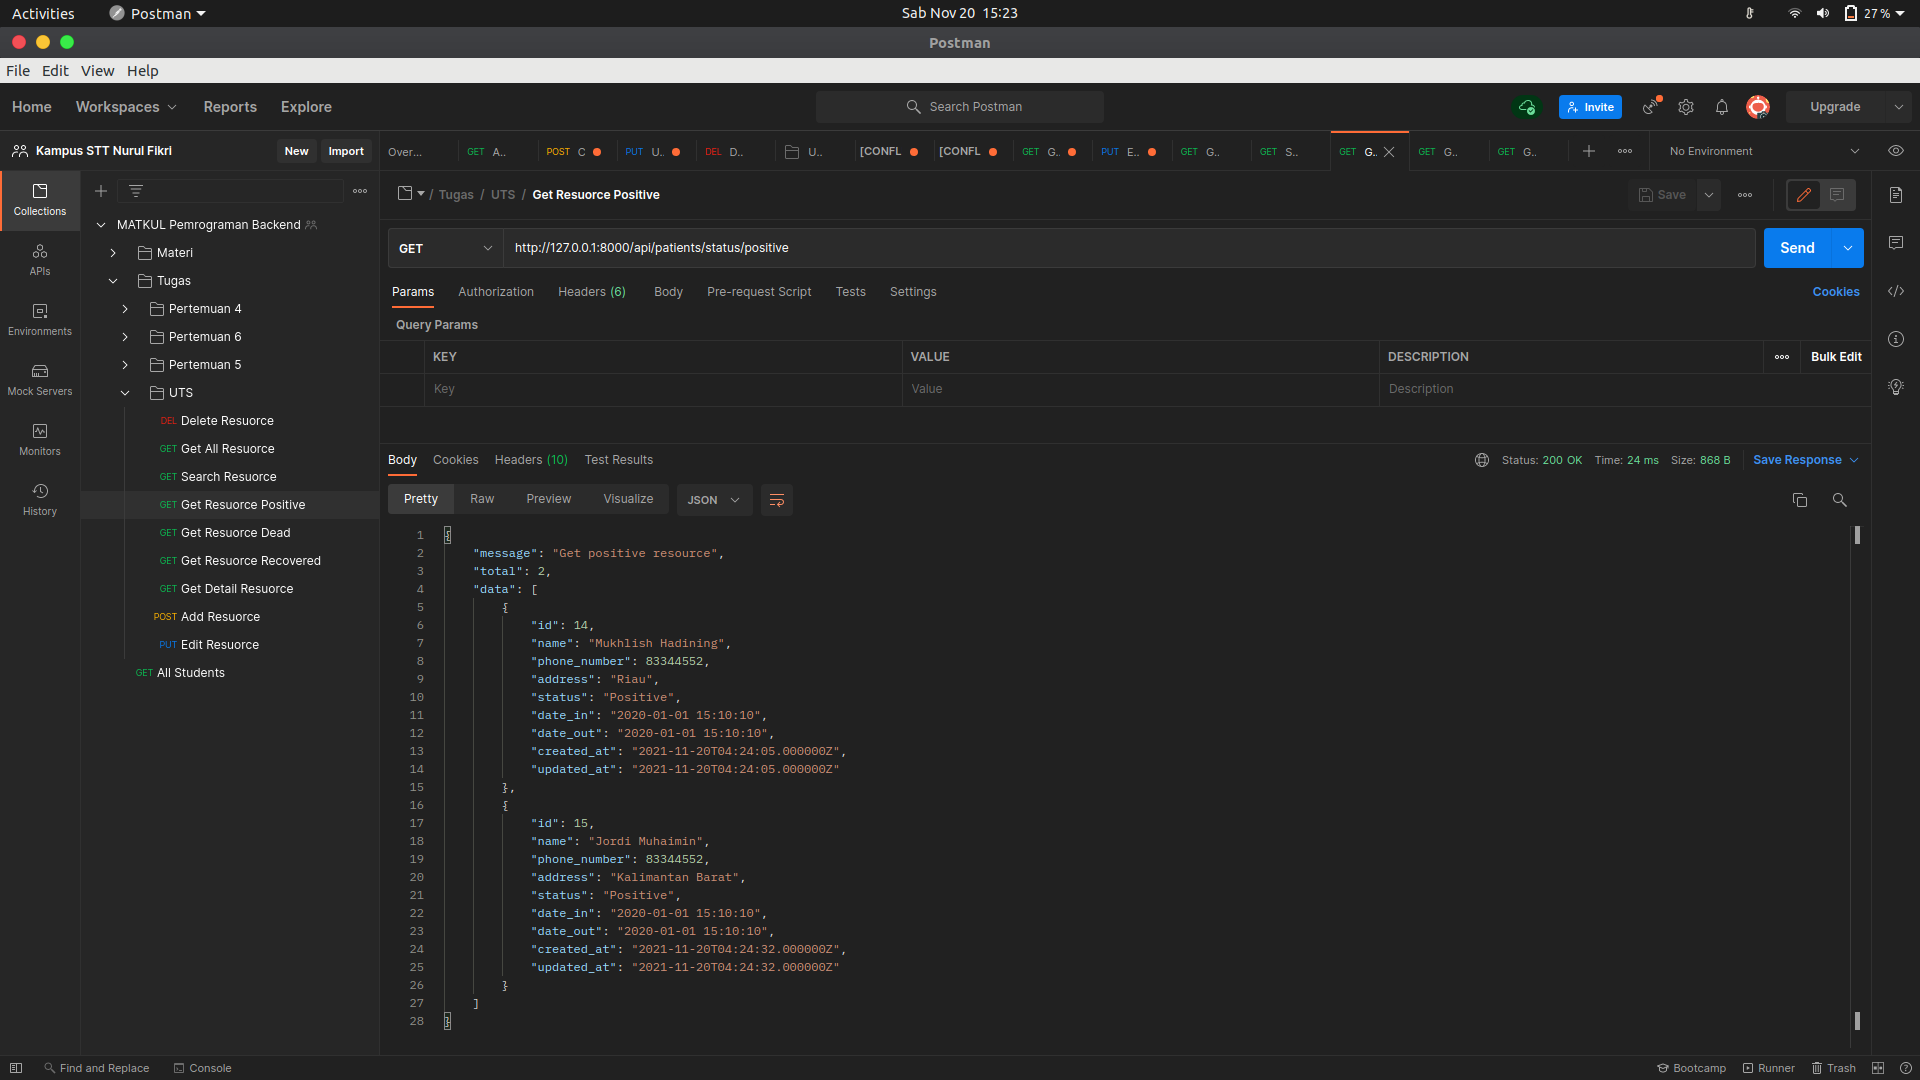 Activities Postman Sab Nov 20 15:23 27 %
Postman
File Edit View Help
Home Workspaces Reports Explore Search Postman Invite Upgrade
Kampus STT Nurul Fikri New Import
Over... GET A.. POST C PUT U.. DEL D.. U.. [CONFL [CONFL GET G.. PUT E.. GET G.. GET S.. GET G.. GET G.. GET G.. No Environment
Collections
APIs
Environments
Mock Servers
Monitors
History
MATKUL Pemrograman Backend
Materi
Tugas
Pertemuan 4
Pertemuan 6
Pertemuan 5
UTS
DEL Delete Resuorce
GET Get All Resuorce
GET Search Resuorce
GET Get Resuorce Positive
GET Get Resuorce Dead
GET Get Resuorce Recovered
GET Get Detail Resuorce
POST Add Resuorce
PUT Edit Resuorce
GET All Students
/ Tugas / UTS / Get Resuorce Positive Save
GET http://127.0.0.1:8000/api/patients/status/positive Send
Params Authorization Headers (6) Body Pre-request Script Tests Settings Cookies
Query Params
KEY VALUE DESCRIPTION Bulk Edit
Key Value Description
Body Cookies Headers (10) Test Results Status: 200 OK Time: 24 ms Size: 868 B Save Response
Pretty Raw Preview Visualize JSON
1 {
2 "message": "Get positive resource",
3 "total": 2,
4 "data": [
5 {
6 "id": 14,
7 "name": "Mukhlish Hadining",
8 "phone_number": 83344552,
9 "address": "Riau",
10 "status": "Positive",
11 "date_in": "2020-01-01 15:10:10",
12 "date_out": "2020-01-01 15:10:10",
13 "created_at": "2021-11-20T04:24:05.000000Z",
14 "updated_at": "2021-11-20T04:24:05.000000Z"
15 },
16 {
17 "id": 15,
18 "name": "Jordi Muhaimin",
19 "phone_number": 83344552,
20 "address": "Kalimantan Barat",
21 "status": "Positive",
22 "date_in": "2020-01-01 15:10:10",
23 "date_out": "2020-01-01 15:10:10",
24 "created_at": "2021-11-20T04:24:32.000000Z",
25 "updated_at": "2021-11-20T04:24:32.000000Z"
26 }
27 ]
28 }
Find and Replace Console Bootcamp Runner Trash